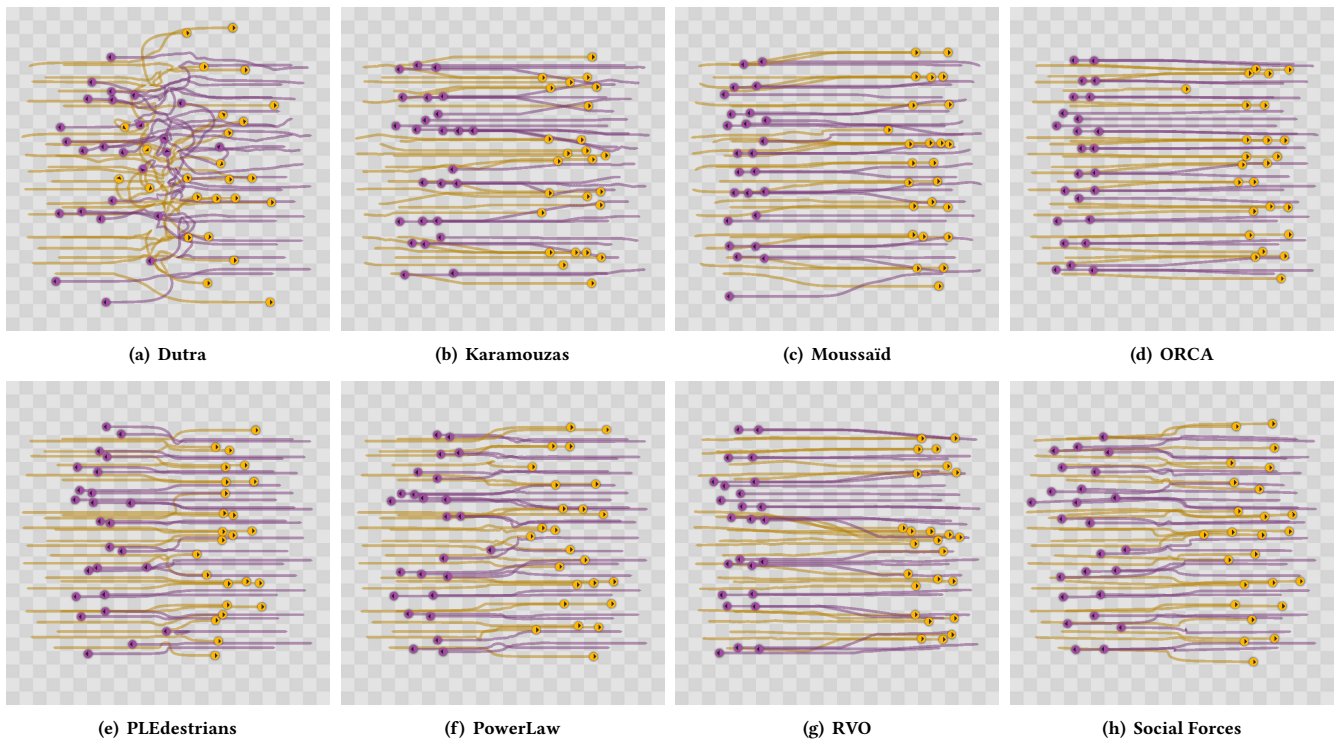 (a) Dutra
(b) Karamouzas
(c) Moussaïd
(d) ORCA
(e) PLEdestrians
(f) PowerLaw
(g) RVO
(h) Social Forces